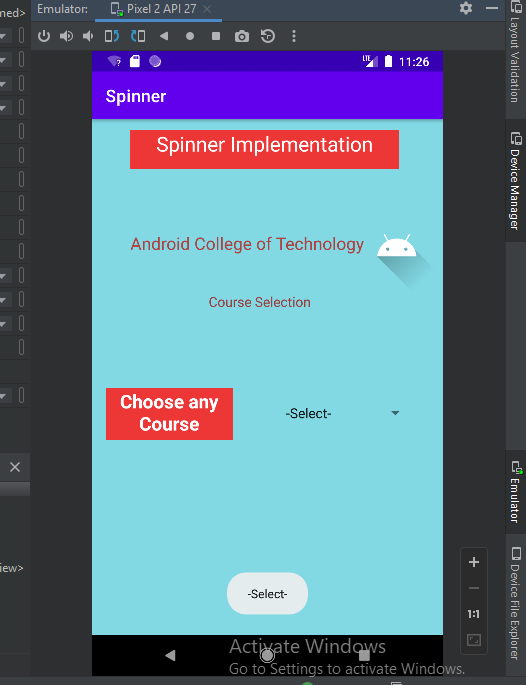 ned>
Emulator: Pixel 2 API 27
LTE 11:26
Spinner
Spinner Implementation
Android College of Technology
Course Selection
Choose any
Course
-Select-
-Select-
iew>
1:1
Activate Windows
Go to Settings to activate Windows.
Layout Validation
Device Manager
Emulator
Device File Explorer